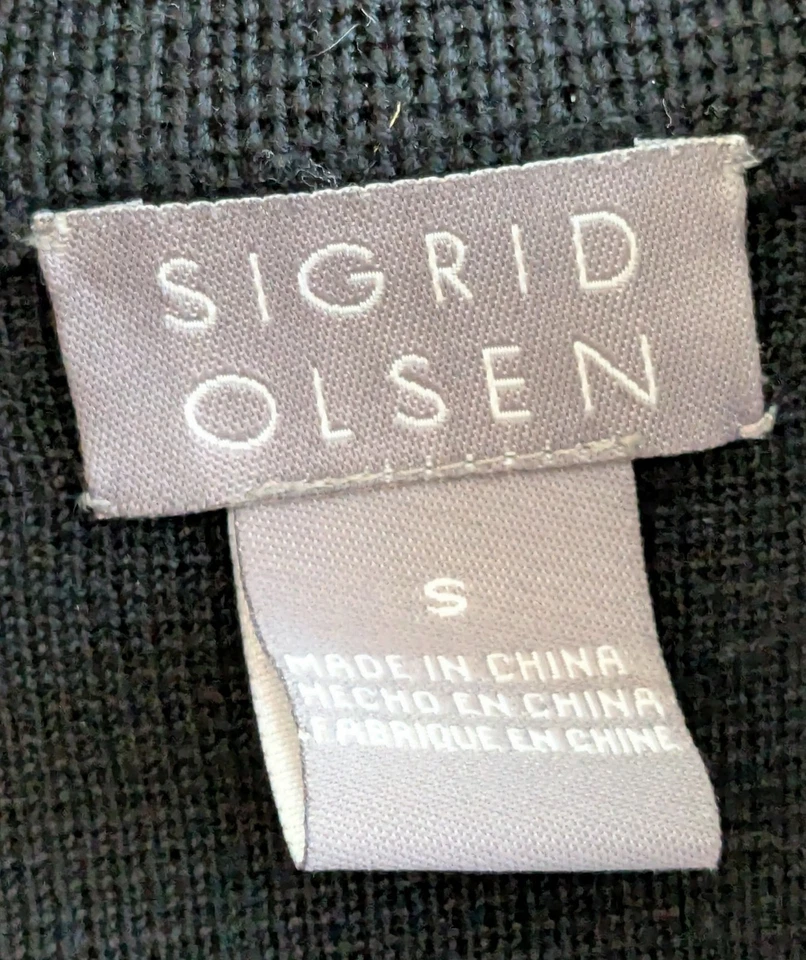 SIGRID
OLSEN
S
MADE IN CHINA
HECHO EN CHINA
FABRIQUE EN CHINE